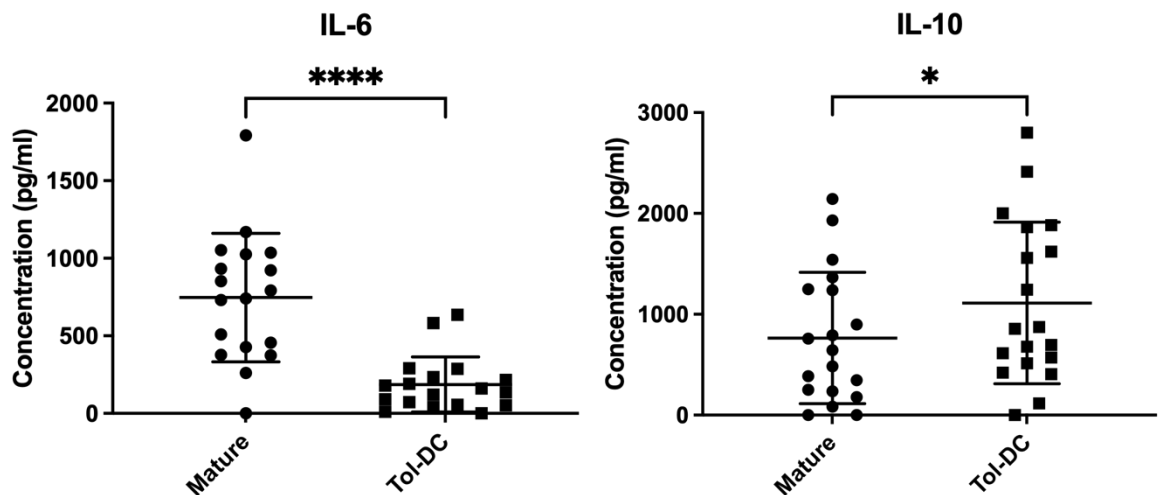 IL-6
****
Concentration (pg/ml)
2000
1500
1000
500
0
Mature
Tol-DC
IL-10
*
Concentration (pg/ml)
3000
2000
1000
0
Mature
Tol-DC